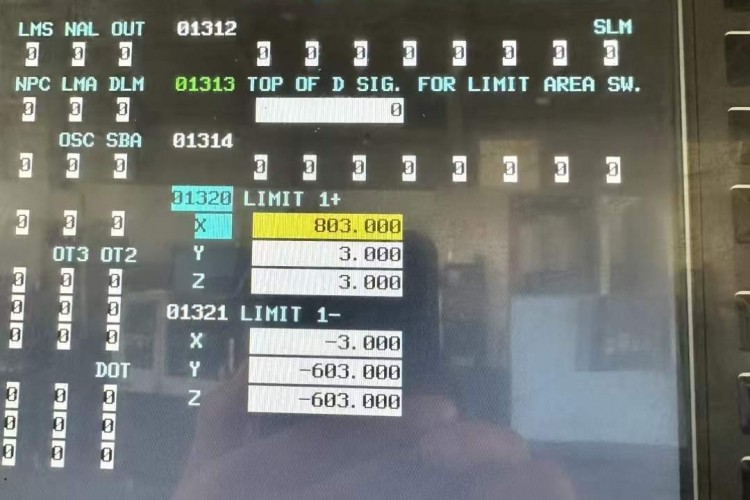 LMS NAL OUT
0 0 0
NPC LMA DLM
0 0 0
OSC SBA
0 0 0
0 0 0
OT3 OT2
0 0 0
0 0 0
0 0 0
DOT
0 0 0
0 0 0
0 0 0
01312 SLM
0 0 0 0 0 0 0 0
01313 TOP OF D SIG. FOR LIMIT AREA SW.
0
01314
0 0 0 0 0 0 0 0
01320 LIMIT 1+
X 803.000
Y 3.000
Z 3.000
01321 LIMIT 1-
X -3.000
Y -603.000
Z -603.000